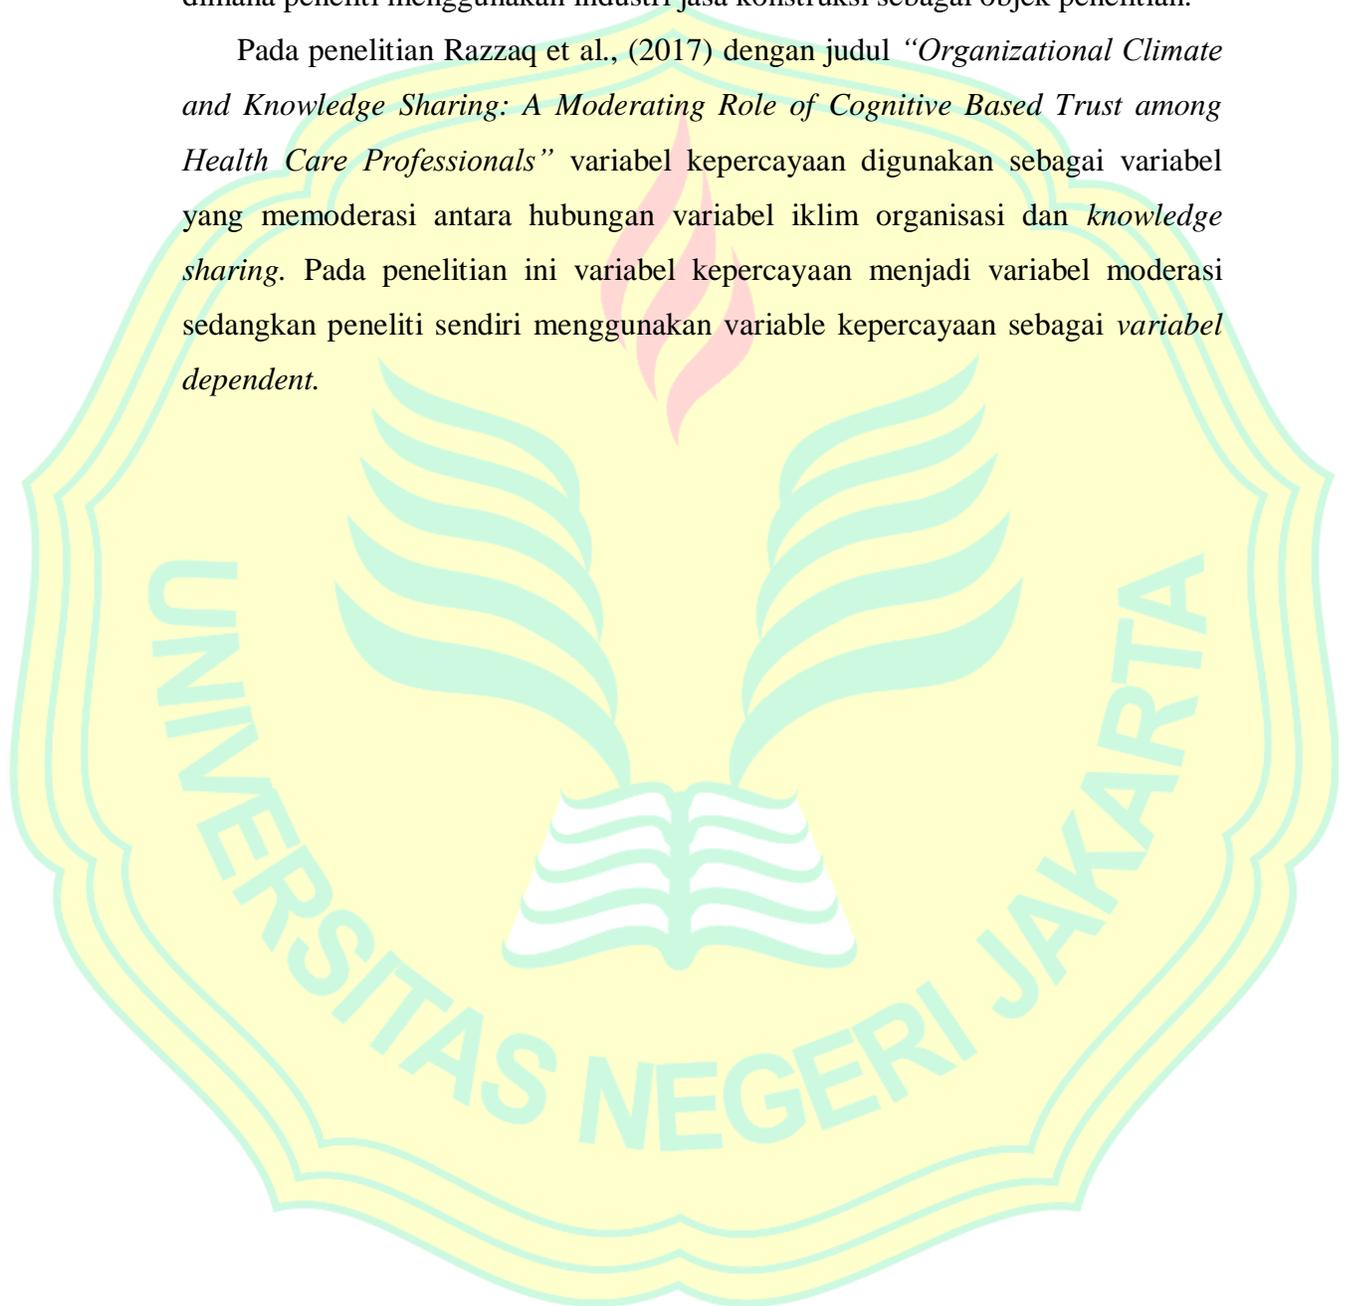 dimana peneliti menggunakan industri jasa konstruksi sebagai objek penelitian.
Pada penelitian Razzaq et al., (2017) dengan judul “Organizational Climate
and Knowledge Sharing: A Moderating Role of Cognitive Based Trust among
Health Care Professionals” variabel kepercayaan digunakan sebagai variabel
yang memoderasi antara hubungan variabel iklim organisasi dan knowledge
sharing. Pada penelitian ini variabel kepercayaan menjadi variabel moderasi
sedangkan peneliti sendiri menggunakan variable kepercayaan sebagai variabel
dependent.
UNIVERSITAS NEGERI JAKARTA